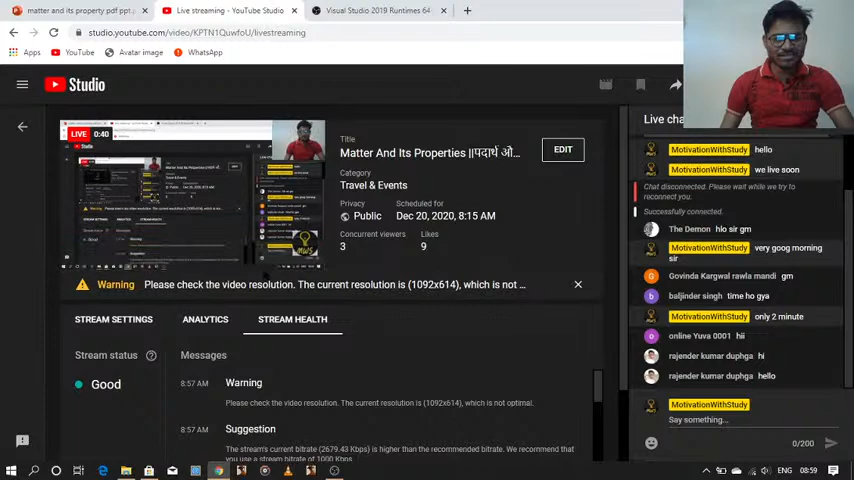 matter and its property pdf ppt.
Live streaming - YouTube Studio
Visual Studio 2019 Runtimes 64
studio.youtube.com/video/KPTN1QuwfoU/livestreaming
Apps YouTube Avatar image WhatsApp
Studio
LIVE 0:40
Title
Matter And Its Properties ||पदार्थ ओ...
EDIT
Category
Travel & Events
Privacy
Public
Scheduled for
Dec 20, 2020, 8:15 AM
Concurrent viewers
3
Likes
9
Warning Please check the video resolution. The current resolution is (1092x614), which is not ...
STREAM SETTINGS ANALYTICS STREAM HEALTH
Stream status
Good
Messages
8:57 AM Warning
Please check the video resolution. The current resolution is (1092x614), which is not optimal.
8:57 AM Suggestion
The stream's current bitrate (2679.43 Kbps) is higher than the recommended bitrate. We recommend that
you use a stream bitrate of 1000 Kbps.
Live cha
MotivationWithStudy hello
MotivationWithStudy we live soon
Chat disconnected. Please wait while we try to
reconnect you.
Successfully connected.
The Demon hlo sir gm
MotivationWithStudy very goog morning
sir
Govinda Kargwal rawla mandi gm
baljinder singh time ho gya
MotivationWithStudy only 2 minute
online Yuva 0001 hii
rajender kumar duphga hi
rajender kumar duphga hello
MotivationWithStudy
Say something...
0/200
ENG 08:59